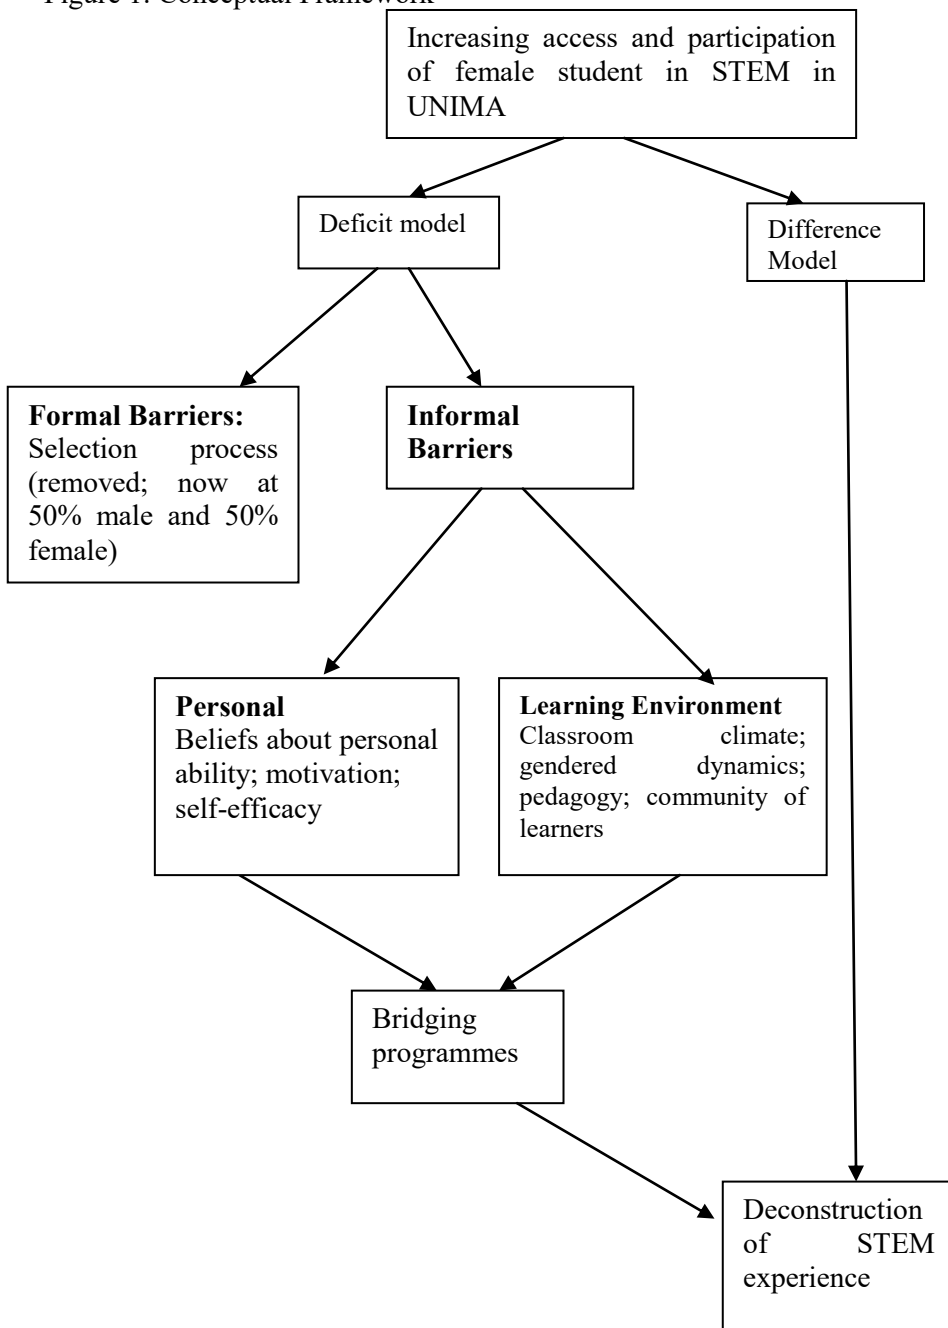 Figure 1: Conceptual Framework
Increasing access and participation
of female student in STEM in
UNIMA
Deficit model
Difference
Model
Formal Barriers:
Selection process
(removed; now at
50% male and 50%
female)
Informal
Barriers
Personal
Beliefs about personal
ability; motivation;
self-efficacy
Learning Environment
Classroom climate;
gendered dynamics;
pedagogy; community of
learners
Bridging
programmes
Deconstruction
of STEM
experience